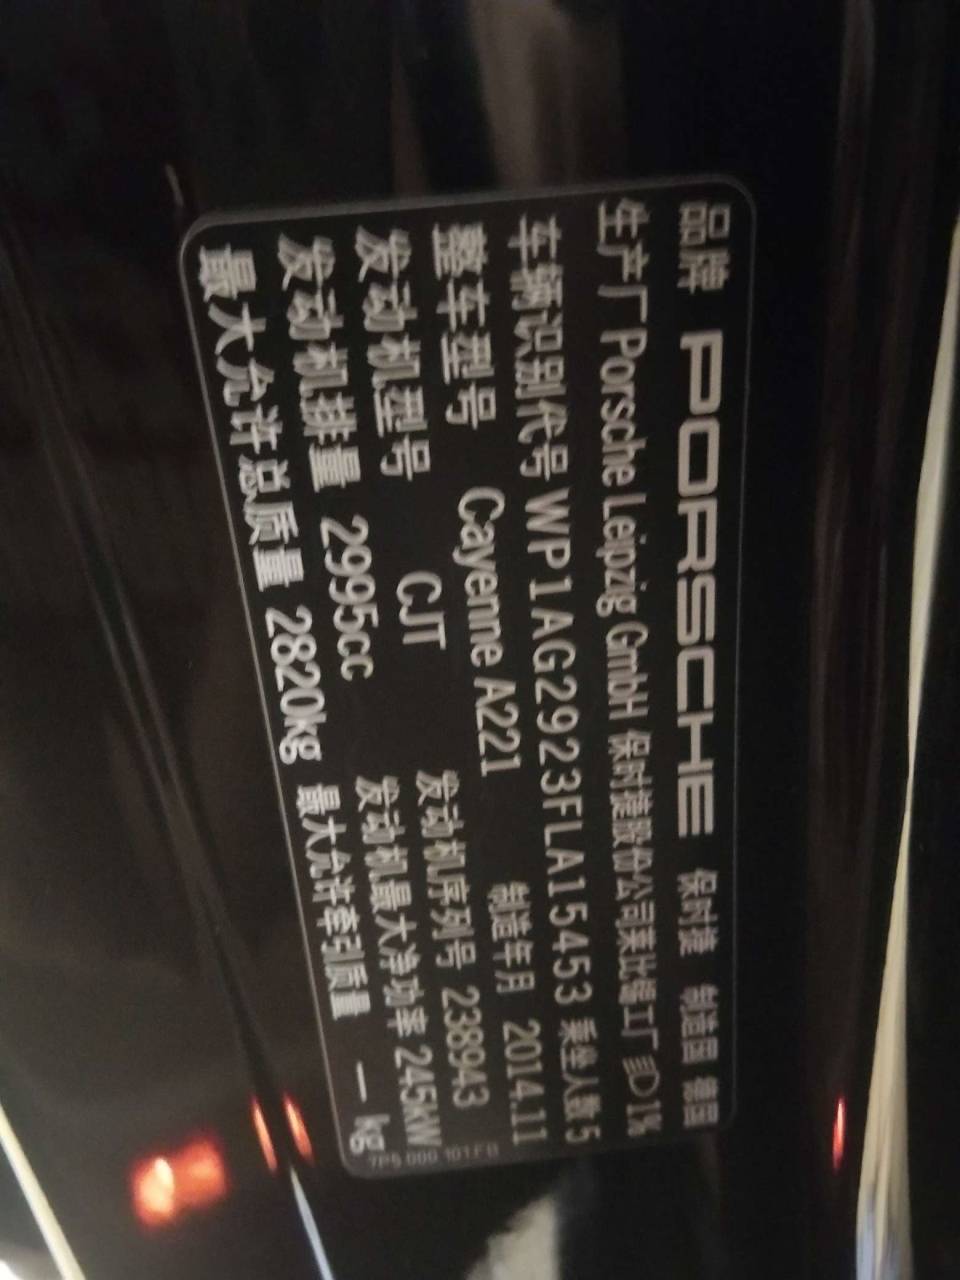 品牌 PORSCHE 保时捷 制造国 德国
生产厂 Porsche Leipzig GmbH 保时捷股份公司莱比锡工厂 1%
车辆识别代号 WP1AG2923FLA15453 乘坐人数 5
整车型号 Cayenne A221 制造年月 2014.11
发动机型号 CJT 发动机序列号 238943
发动机排量 2995cc 发动机最大净功率 245kW
最大允许总质量 2820kg 最大允许牵引质量 — kg
7P5 000 101